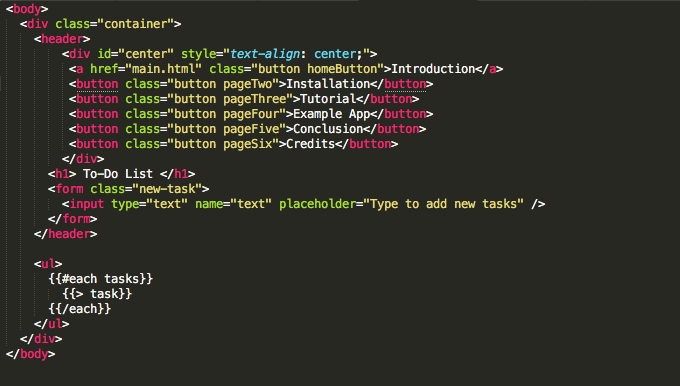 <body>
<div class="container">
<header>
<div id="center" style="text-align: center;">
<a href="main.html" class="button homeButton">Introduction</a>
<button class="button pageTwo">Installation</button>
<button class="button pageThree">Tutorial</button>
<button class="button pageFour">Example App</button>
<button class="button pageFive">Conclusion</button>
<button class="button pageSix">Credits</button>
</div>
<h1> To-Do List </h1>
<form class="new-task">
<input type="text" name="text" placeholder="Type to add new tasks" />
</form>
</header>
<ul>
{{#each tasks}}
{{> task}}
{{/each}}
</ul>
</div>
</body>